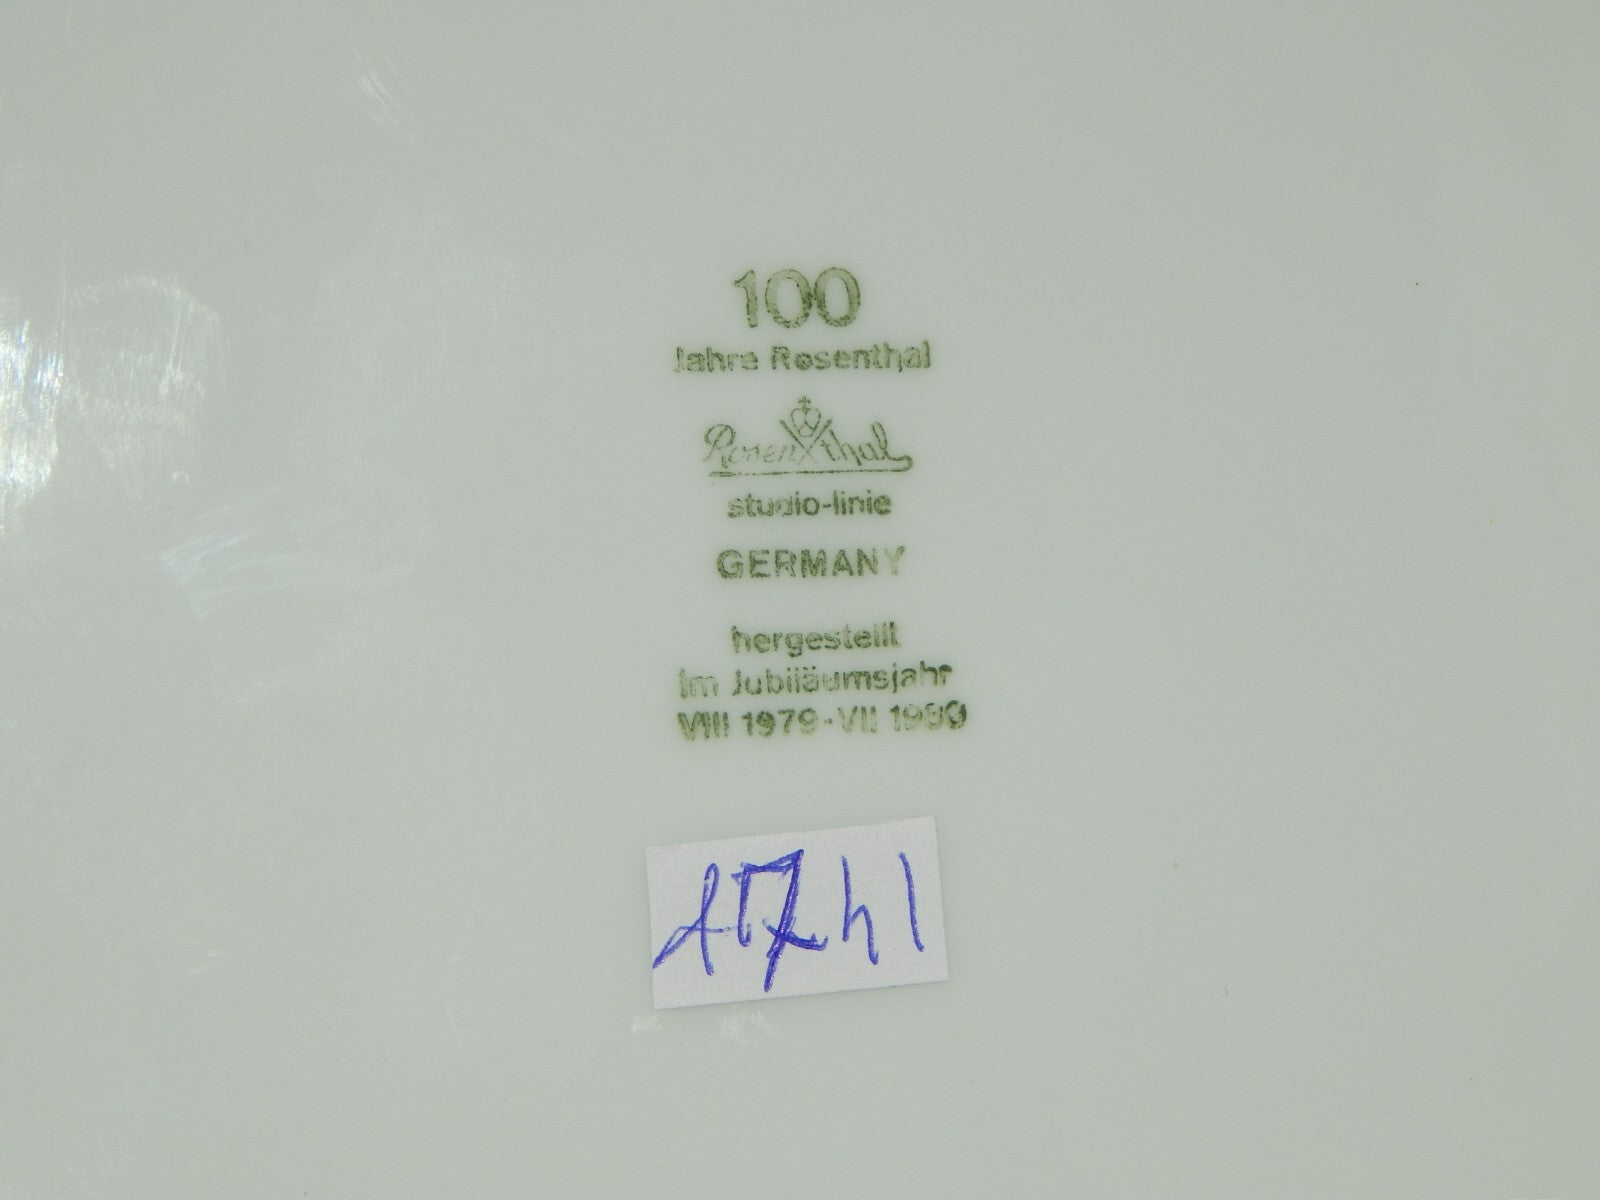 100
Jahre Rosenthal
Rosenthal
studio-linie
GERMANY
hergestellt
im Jubiläumsjahr
VIII 1979-VII 1980